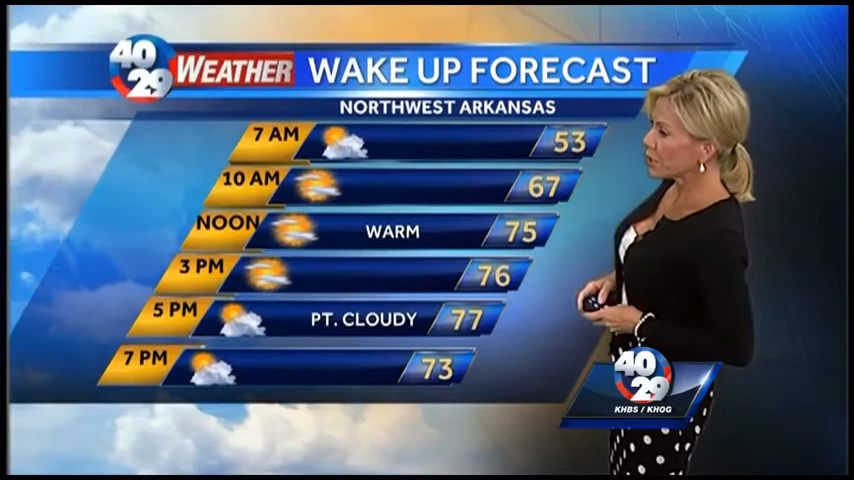 40
29
WEATHER
WAKE UP FORECAST
NORTHWEST ARKANSAS
7 AM 53
10 AM 67
NOON WARM 75
3 PM 76
5 PM PT. CLOUDY 77
7 PM 73
40
29
KHBS / KHOG